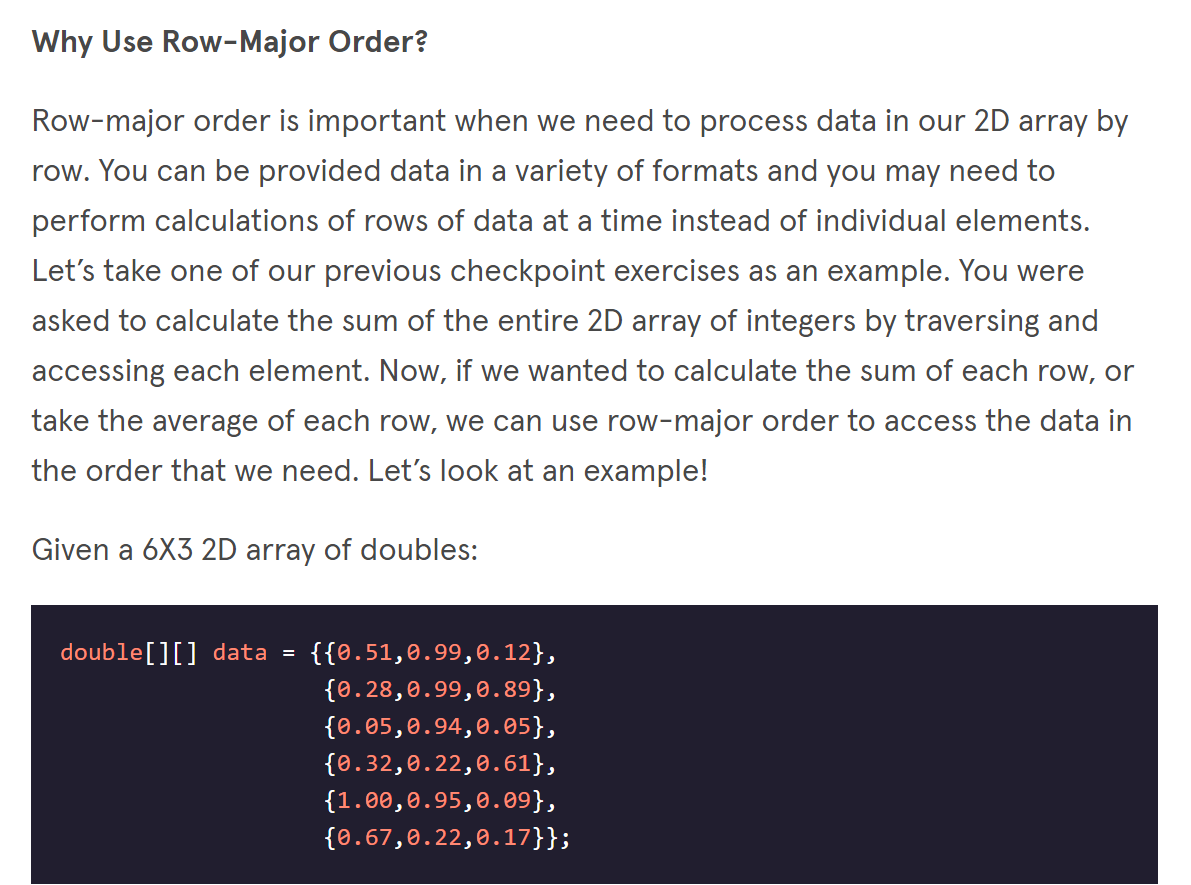 Why Use Row-Major Order?
Row-major order is important when we need to process data in our 2D array by
row. You can be provided data in a variety of formats and you may need to
perform calculations of rows of data at a time instead of individual elements.
Let’s take one of our previous checkpoint exercises as an example. You were
asked to calculate the sum of the entire 2D array of integers by traversing and
accessing each element. Now, if we wanted to calculate the sum of each row, or
take the average of each row, we can use row-major order to access the data in
the order that we need. Let’s look at an example!
Given a 6X3 2D array of doubles:
double[][] data = {{0.51,0.99,0.12},
{0.28,0.99,0.89},
{0.05,0.94,0.05},
{0.32,0.22,0.61},
{1.00,0.95,0.09},
{0.67,0.22,0.17}};